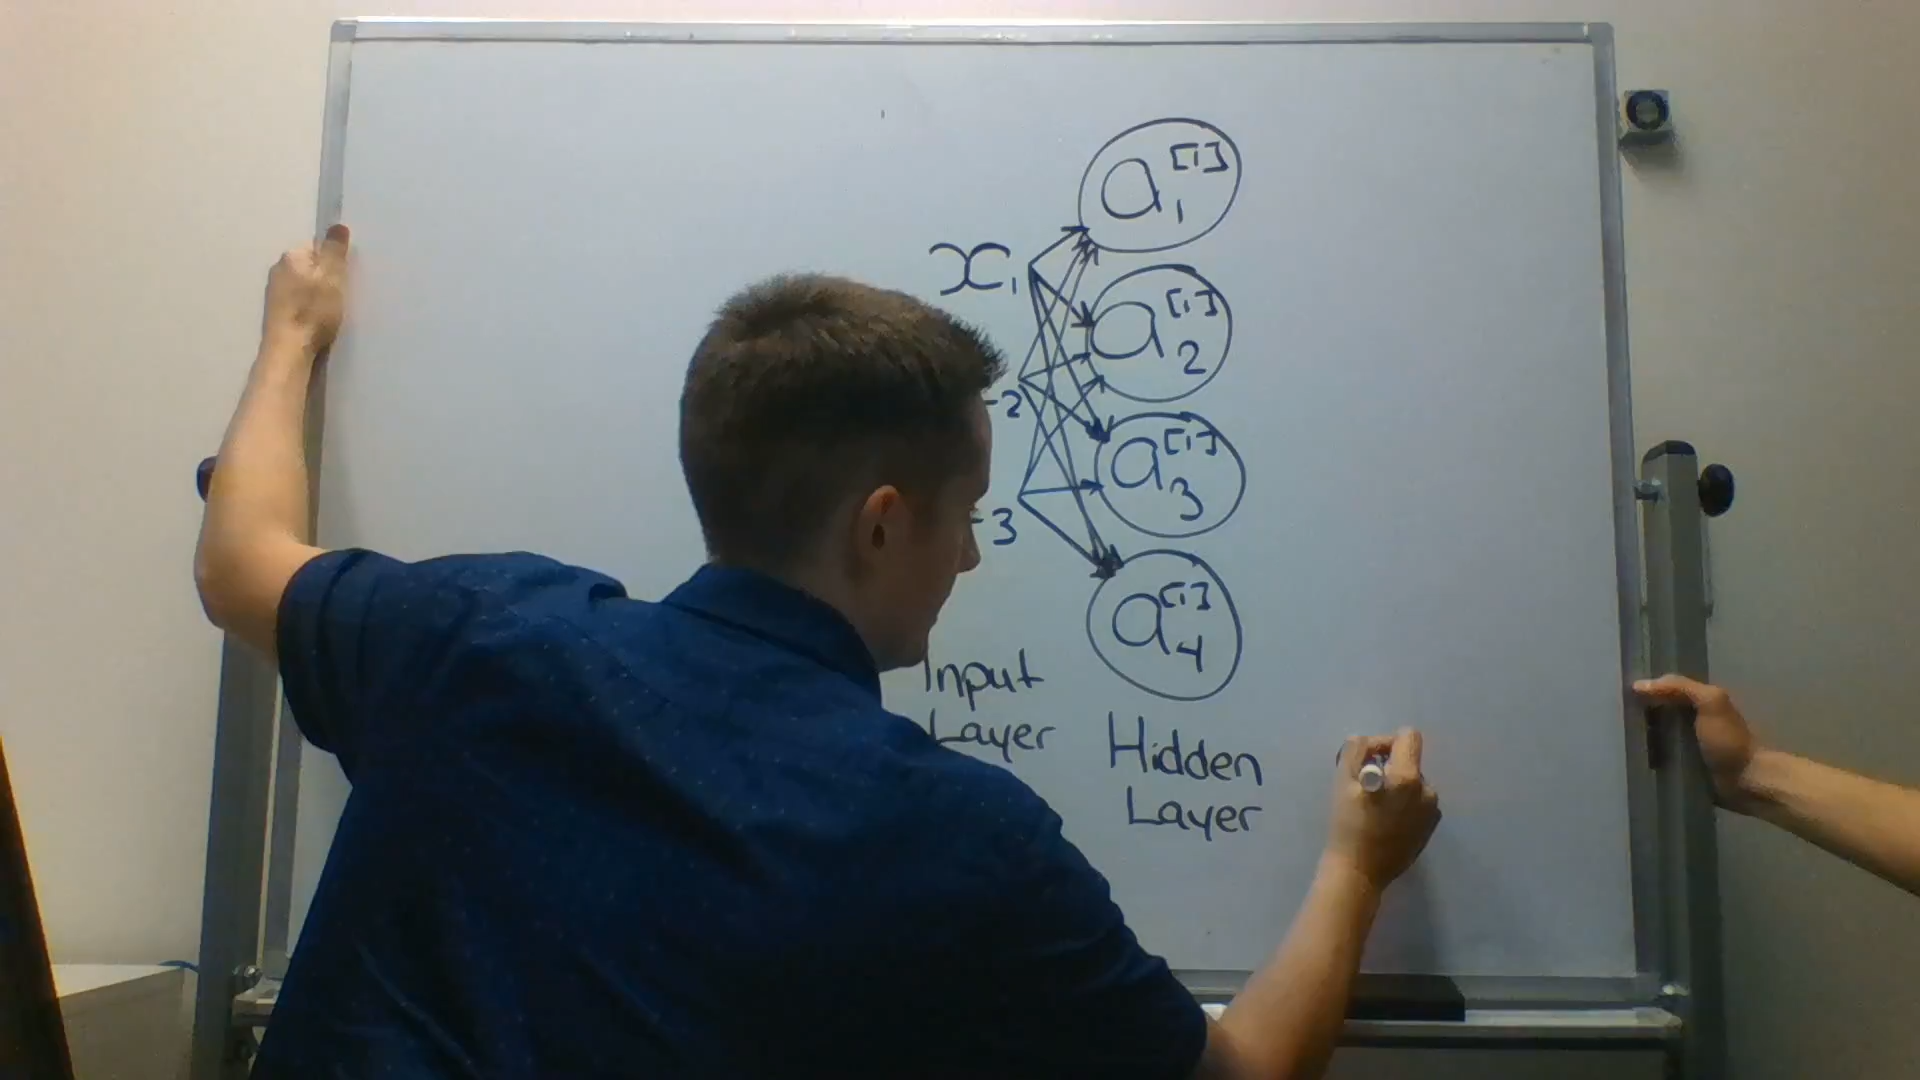 a₁[1]
x₁
a₂[1]
2
a₃[1]
3
a₄[1]
Input
Layer
Hidden
Layer